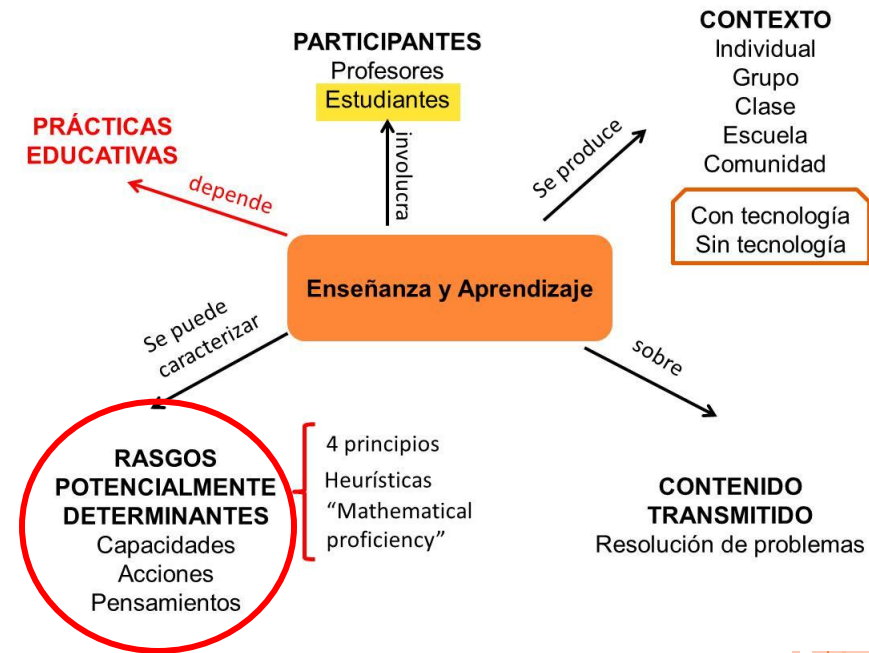 CONTEXTO
Individual
Grupo
Clase
Escuela
Comunidad
Con tecnología
Sin tecnología
PARTICIPANTES
Profesores
Estudiantes
PRÁCTICAS
EDUCATIVAS
depende
involucra
Se produce
Enseñanza y Aprendizaje
Se puede
caracterizar
sobre
RASGOS
POTENCIALMENTE
DETERMINANTES
Capacidades
Acciones
Pensamientos
4 principios
Heurísticas
“Mathematical
proficiency”
CONTENIDO
TRANSMITIDO
Resolución de problemas